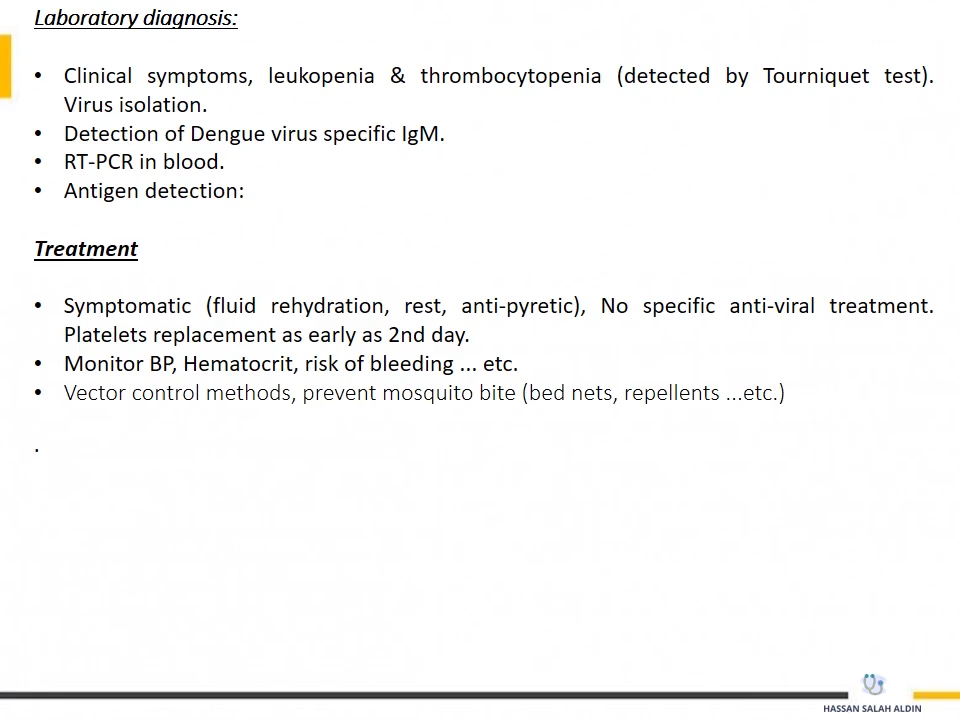 Laboratory diagnosis:
• Clinical symptoms, leukopenia & thrombocytopenia (detected by Tourniquet test).
Virus isolation.
• Detection of Dengue virus specific IgM.
• RT-PCR in blood.
• Antigen detection:
Treatment
• Symptomatic (fluid rehydration, rest, anti-pyretic), No specific anti-viral treatment.
Platelets replacement as early as 2nd day.
• Monitor BP, Hematocrit, risk of bleeding ... etc.
• Vector control methods, prevent mosquito bite (bed nets, repellents ...etc.)
.
HASSAN SALAH ALDIN